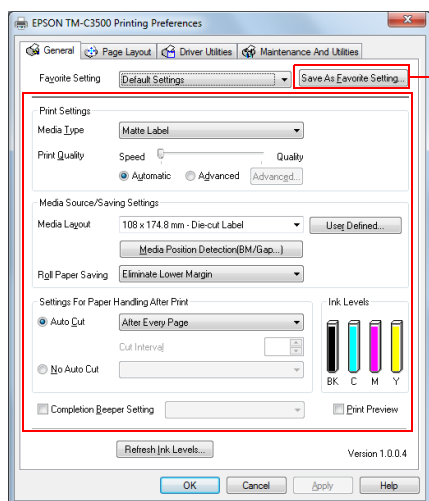 EPSON TM-C3500 Printing Preferences
General Page Layout Driver Utilities Maintenance And Utilities
Favorite Setting Default Settings Save As Favorite Setting...
Print Settings
Media Type Matte Label
Print Quality Speed Quality
Automatic Advanced Advanced...
Media Source/Saving Settings
Media Layout 108 x 174.8 mm - Die-cut Label User Defined...
Media Position Detection(BM/Gap...)
Roll Paper Saving Eliminate Lower Margin
Settings For Paper Handling After Print Ink Levels
Auto Cut After Every Page
Cut Interval
No Auto Cut
BK C M Y
Completion Beeper Setting Print Preview
Refresh Ink Levels... Version 1.0.0.4
OK Cancel Apply Help